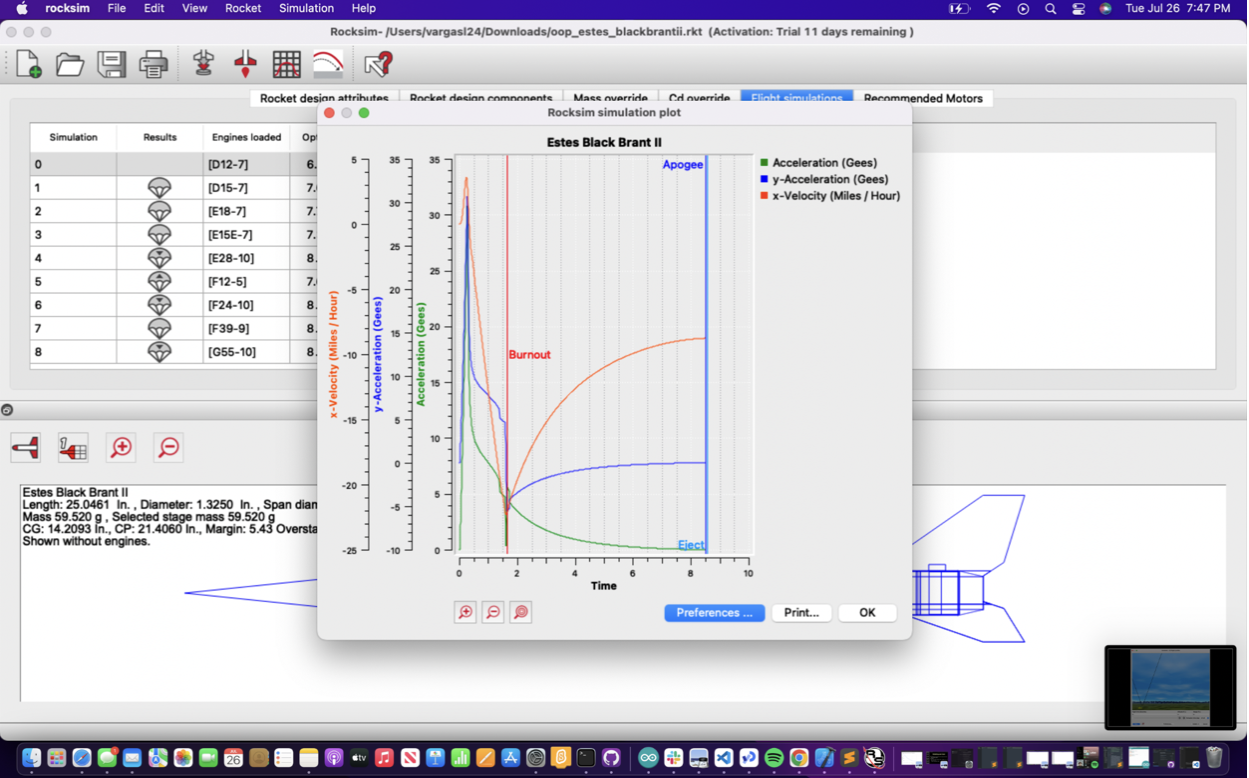 rocksim File Edit View Rocket Simulation Help Tue Jul 26 7:47 PM
Rocksim- /Users/vargasl24/Downloads/oop_estes_blackbrantii.rkt (Activation: Trial 11 days remaining )
Rocket design attributes Rocket design components Mass override Cd override Flight simulations Recommended Motors
Rocksim simulation plot
Simulation Results Engines loaded
0 [D12-7] 6.
1 [D15-7]
2 [E18-7]
3 [E15E-7] 7.
4 [E28-10] 8.
5 [F12-5]
6 [F24-10] 8.
7 [F39-9] 8.
8 [G55-10] 8.
Estes Black Brant II
Apogee
Burnout
Eject
Acceleration (Gees)
y-Acceleration (Gees)
x-Velocity (Miles / Hour)
x-Velocity (Miles / Hour)
5
0
-5
-10
-15
-20
-25
y-Acceleration (Gees)
35
30
25
20
15
10
5
0
-5
-10
Acceleration (Gees)
35
30
25
20
15
10
5
0
0 2 4 6 8 10
Time
Preferences ... Print... OK
Estes Black Brant II
Length: 25.0461 In. , Diameter: 1.3250 In. , Span
Mass 59.520 g , Selected stage mass 59.520 g
CG: 14.2093 In., CP: 21.4060 In., Margin: 5.43
Shown without engines.
1
JUL
26
tv